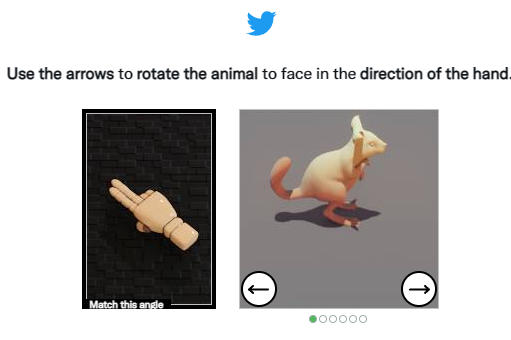 Use the arrows to rotate the animal to face in the direction of the hand.
Match this angle